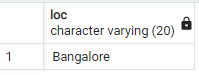 loc
character varying (20)
1 Bangalore